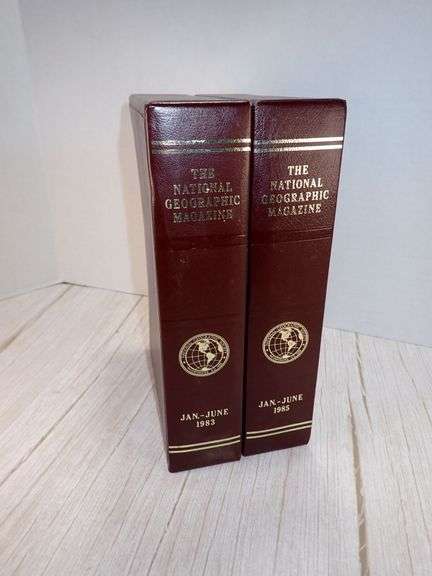 THE
NATIONAL
GEOGRAPHIC
MAGAZINE
JAN.-JUNE
1983
THE
NATIONAL
GEOGRAPHIC
MAGAZINE
JAN.-JUNE
1985